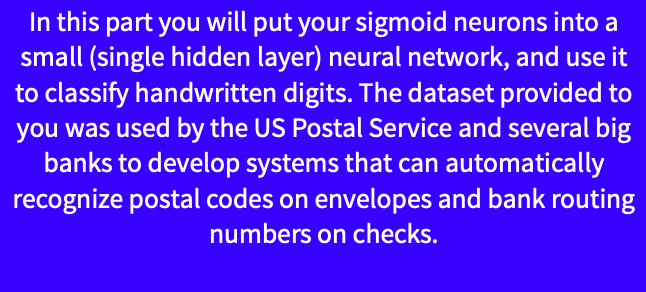 In this part you will put your sigmoid neurons into a
small (single hidden layer) neural network, and use it
to classify handwritten digits. The dataset provided to
you was used by the US Postal Service and several big
banks to develop systems that can automatically
recognize postal codes on envelopes and bank routing
numbers on checks.